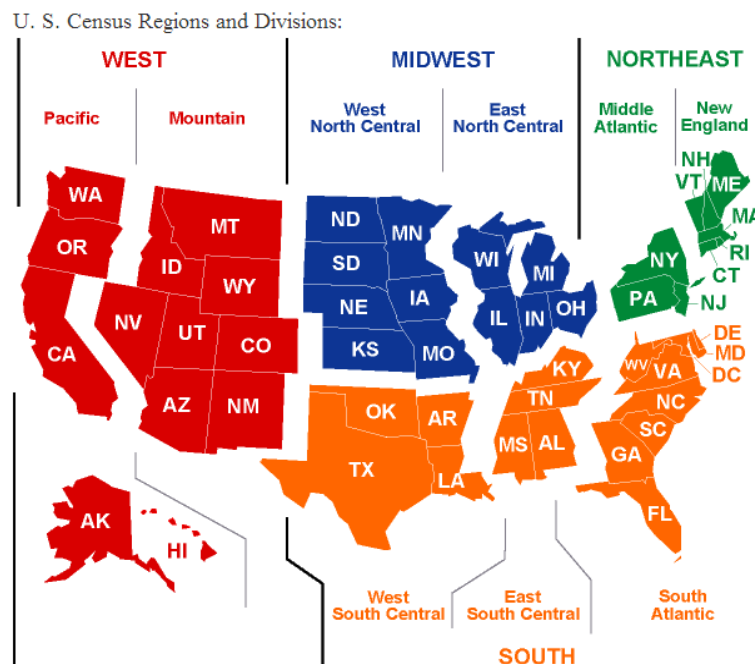 U. S. Census Regions and Divisions:
WEST
MIDWEST
NORTHEAST
Pacific
Mountain
West
North Central
East
North Central
Middle
Atlantic
New
England
WA
OR
CA
MT
ID
WY
NV
UT
CO
AZ
NM
AK
HI
ND
SD
NE
KS
MN
IA
MO
WI
MI
IL
IN
OH
NH
VT
ME
MA
RI
CT
NY
PA
NJ
DE
MD
DC
WV
VA
NC
SC
GA
FL
KY
TN
MS
AL
OK
AR
TX
LA
West
South Central
East
South Central
South
Atlantic
SOUTH